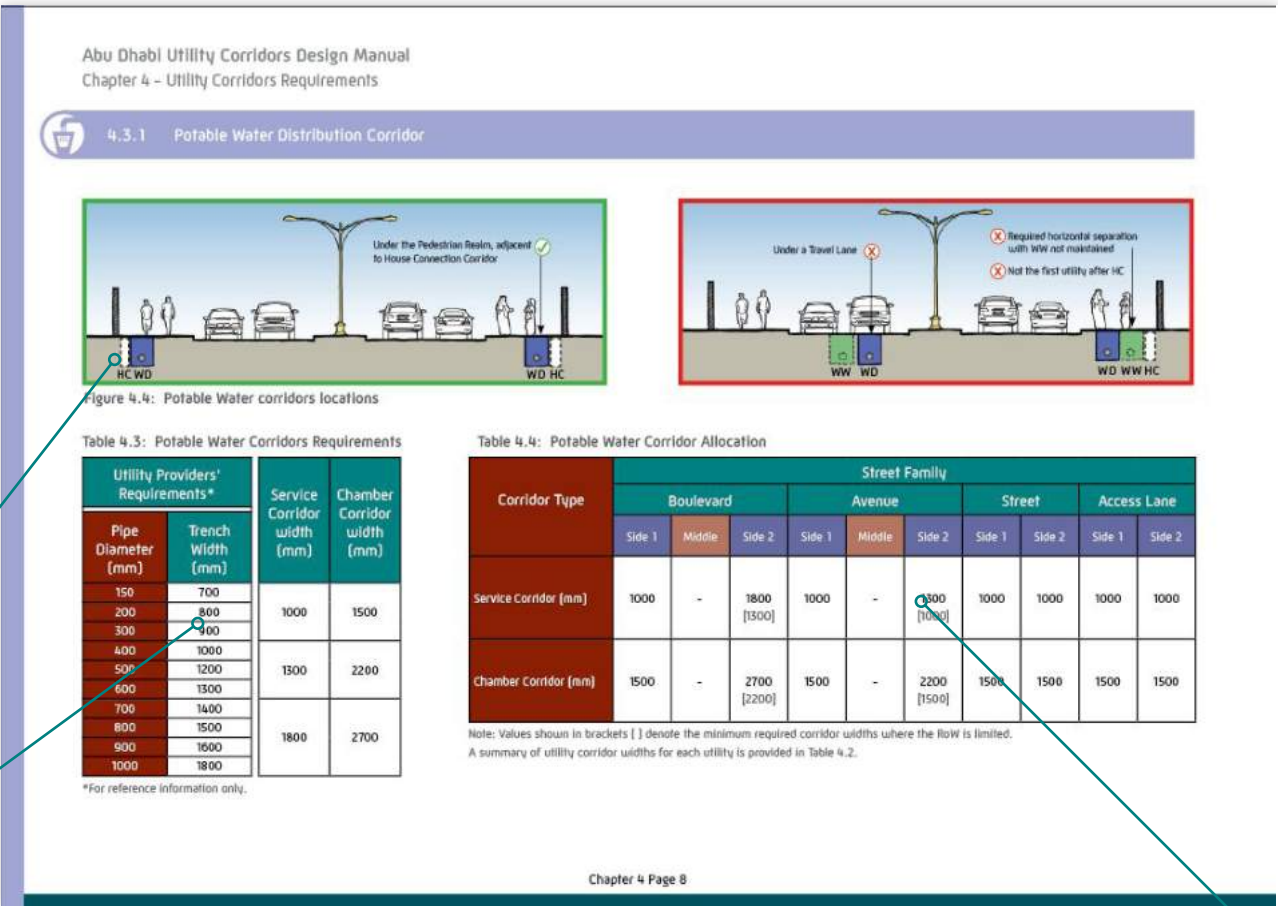 Abu Dhabi Utility Corridors Design Manual
Chapter 4 - Utility Corridors Requirements
4.3.1 Potable Water Distribution Corridor
Under the Pedestrian Realm, adjacent
to House Connection Corridor
HC WD
WD HC
Under a Travel Lane
Required horizontal separation
with WW not maintained
Not the first utility after HC
WW WD
WD WW HC
Figure 4.4: Potable Water corridors locations
Table 4.3: Potable Water Corridors Requirements
Utility Providers'
Requirements*
Service
Corridor
width
(mm)
Chamber
Corridor
width
(mm)
Pipe
Diameter
(mm)
Trench
Width
(mm)
150 700
200 800 1000 1500
300 900
400 1000
500 1200 1300 2200
600 1300
700 1400
800 1500 1800 2700
900 1600
1000 1800
*For reference information only.
Table 4.4: Potable Water Corridor Allocation
Corridor Type
Street Family
Boulevard Avenue Street Access Lane
Side 1 Middle Side 2 Side 1 Middle Side 2 Side 1 Side 2 Side 1 Side 2
Service Corridor (mm) 1000 - 1800 [1300] 1000 - 1300 [1000] 1000 1000 1000 1000
Chamber Corridor (mm) 1500 - 2700 [2200] 1500 - 2200 [1500] 1500 1500 1500 1500
Note: Values shown in brackets [ ] denote the minimum required corridor widths where the RoW is limited.
A summary of utility corridor widths for each utility is provided in Table 4.2.
Chapter 4 Page 8